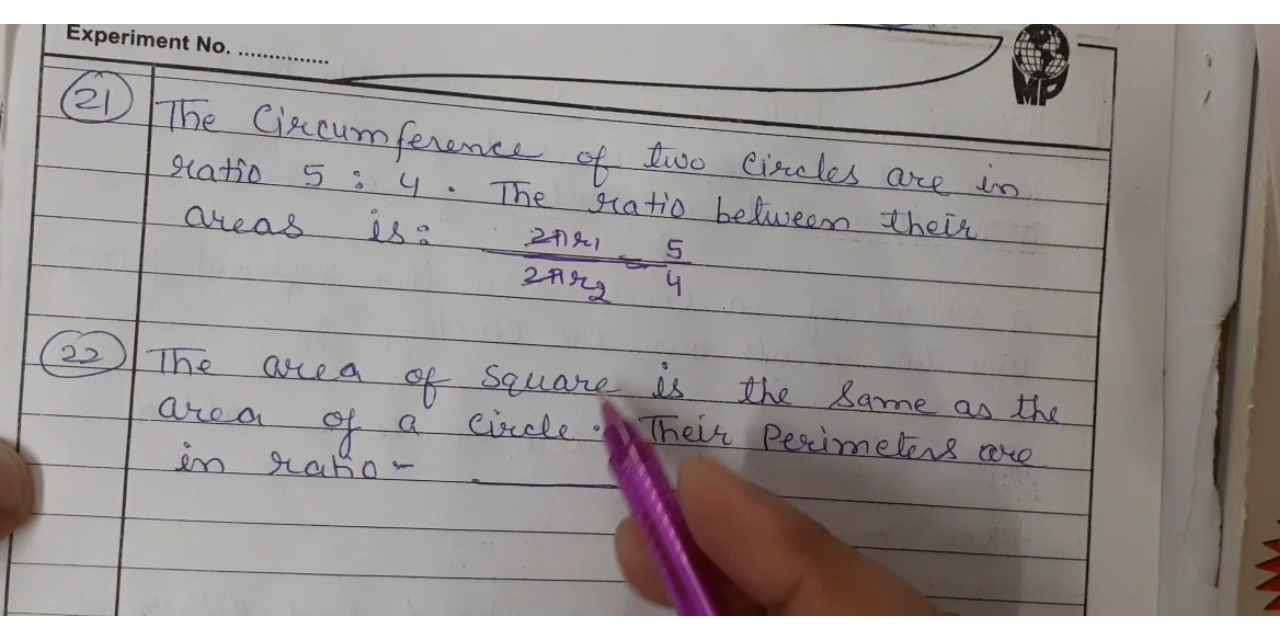 Experiment No. ...............
MP
21 The Circumference of two circles are in
ratio 5 : 4 . The ratio between their
areas is: 2πr1/2πr2 = 5/4
22 The area of square is the same as the
area of a circle . Their Perimeters are
in ratio -